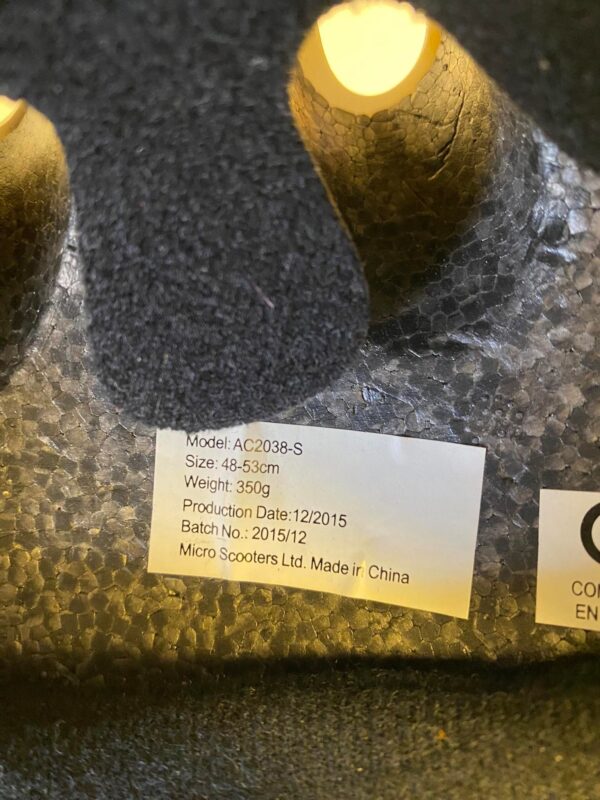 Model: AC2038-S
Size: 48-53cm
Weight: 350g
Production Date:12/2015
Batch No.: 2015/12
Micro Scooters Ltd. Made in China
EN